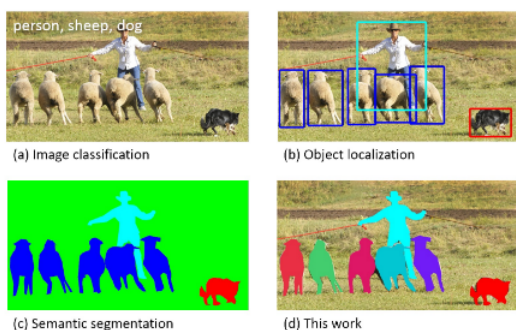 person, sheep, dog
(a) Image classification
(b) Object localization
(c) Semantic segmentation
(d) This work